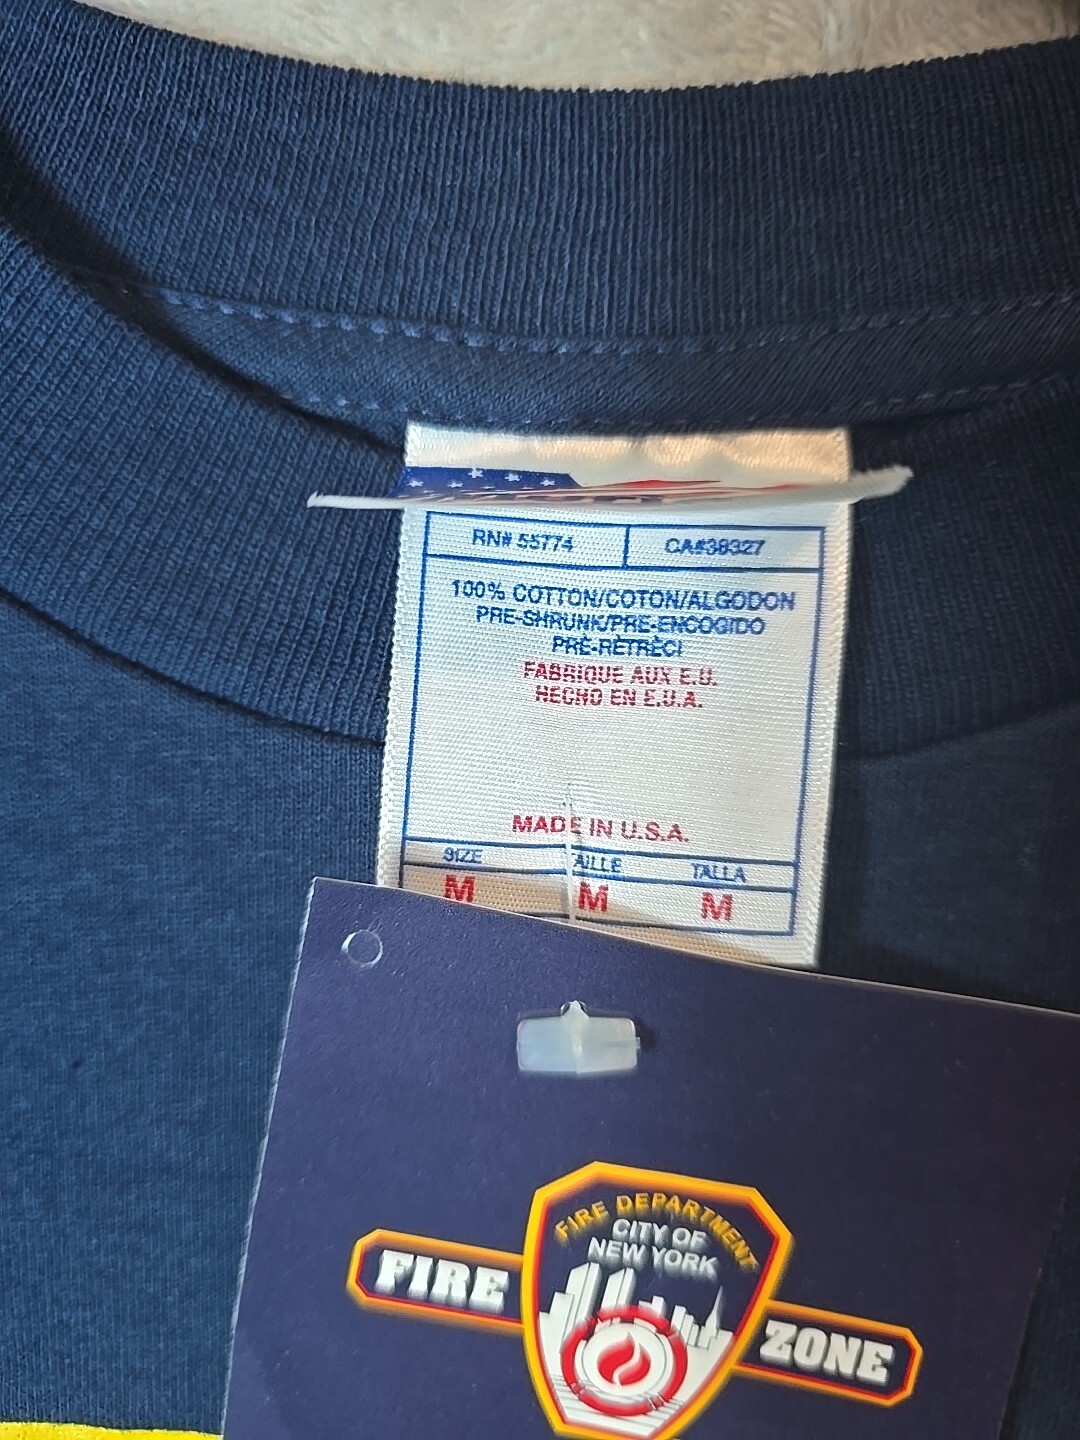 RN# 55774
CA#38327
100% COTTON/COTON/ALGODON
PRE-SHRUNK/PRE-ENCOGIDO
PRÉ-RÉTRÉCI
FABRIQUE AUX E.U.
HECHO EN E.U.A.
MADE IN U.S.A.
SIZE AILLE TALLA
M M M
FIRE DEPARTMENT
CITY OF
NEW YORK
FIRE
ZONE